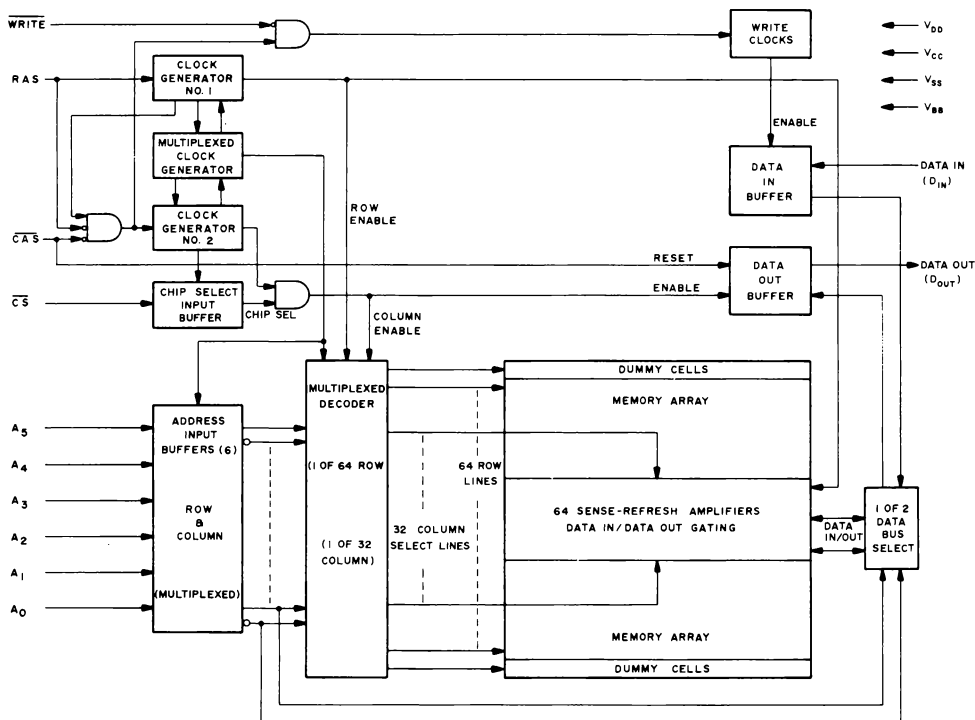 WRITE
RAS
CAS
CS
CLOCK
GENERATOR
NO. 1
MULTIPLEXED
CLOCK
GENERATOR
CLOCK
GENERATOR
NO. 2
CHIP SELECT
INPUT
BUFFER
CHIP SEL
ROW
ENABLE
COLUMN
ENABLE
WRITE
CLOCKS
ENABLE
DATA
IN
BUFFER
RESET
ENABLE
DATA
OUT
BUFFER
V_DD
V_CC
V_SS
V_BB
DATA IN
(D_IN)
DATA OUT
(D_OUT)
A5
A4
A3
A2
A1
A0
ADDRESS
INPUT
BUFFERS (6)
ROW
&
COLUMN
(MULTIPLEXED)
MULTIPLEXED
DECODER
(1 OF 64 ROW
(1 OF 32
COLUMN)
64 ROW
LINES
32 COLUMN
SELECT LINES
DUMMY CELLS
MEMORY ARRAY
64 SENSE-REFRESH AMPLIFIERS
DATA IN/DATA OUT GATING
MEMORY ARRAY
DUMMY CELLS
DATA
IN/OUT
1 OF 2
DATA
BUS
SELECT